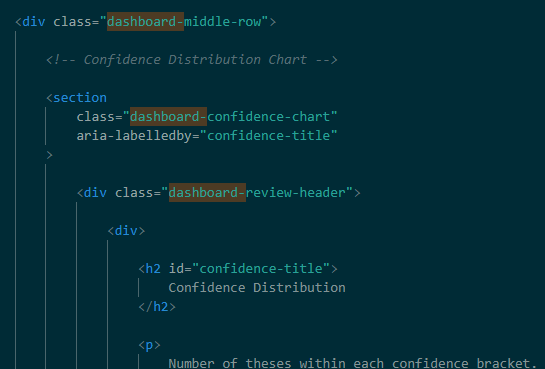 <div class="dashboard-middle-row">
<!-- Confidence Distribution Chart -->
<section
class="dashboard-confidence-chart"
aria-labelledby="confidence-title"
>
<div class="dashboard-review-header">
<div>
<h2 id="confidence-title">
Confidence Distribution
</h2>
<p>
Number of theses within each confidence bracket.